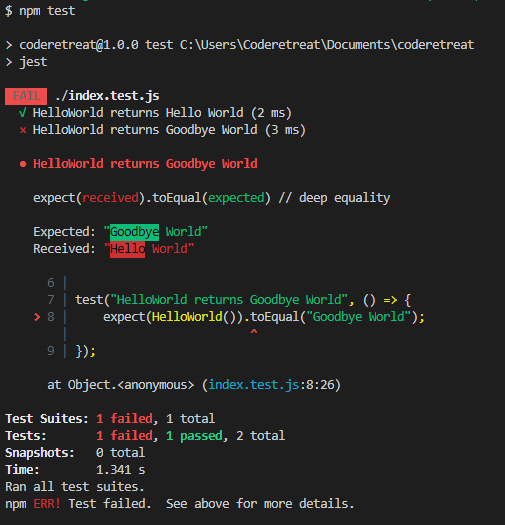 $ npm test
> coderetreat@1.0.0 test C:\Users\Coderetreat\Documents\coderetreat
> jest
FAIL ./index.test.js
√ HelloWorld returns Hello World (2 ms)
× HelloWorld returns Goodbye World (3 ms)
● HelloWorld returns Goodbye World
expect(received).toEqual(expected) // deep equality
Expected: "Goodbye World"
Received: "Hello World"
6 |
7 | test("HelloWorld returns Goodbye World", () => {
> 8 |     expect(HelloWorld()).toEqual("Goodbye World");
|                          ^
9 | });
at Object.<anonymous> (index.test.js:8:26)
Test Suites: 1 failed, 1 total
Tests:       1 failed, 1 passed, 2 total
Snapshots:   0 total
Time:        1.341 s
Ran all test suites.
npm ERR! Test failed.  See above for more details.